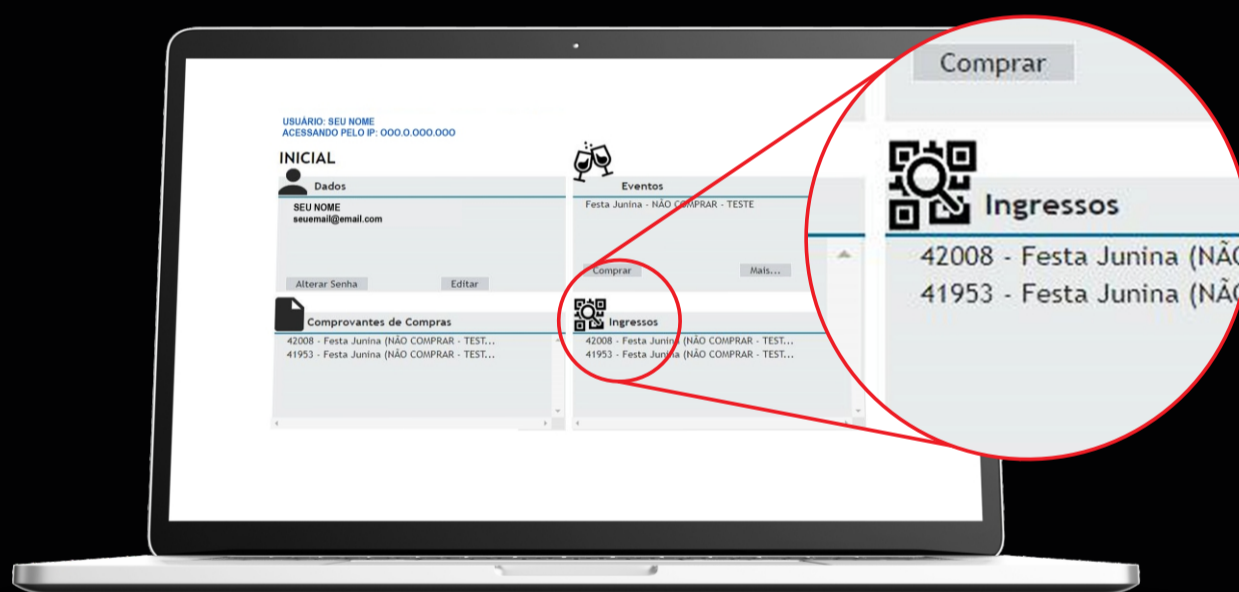 USUÁRIO: SEU NOME
ACESSANDO PELO IP: 000.0.000.000
INICIAL
Dados
SEU NOME
seuemail@email.com
Alterar Senha
Editar
Eventos
Festa Junina - NÃO COMPRAR - TESTE
Comprar
Mais...
Comprovantes de Compras
42008 - Festa Junina (NÃO COMPRAR - TEST...
41953 - Festa Junina (NÃO COMPRAR - TEST...
Ingressos
42008 - Festa Junina (NÃO COMPRAR - TEST...
41953 - Festa Junina (NÃO COMPRAR - TEST...
Comprar
Ingressos
42008 - Festa Junina (NÃO
41953 - Festa Junina (NÃO